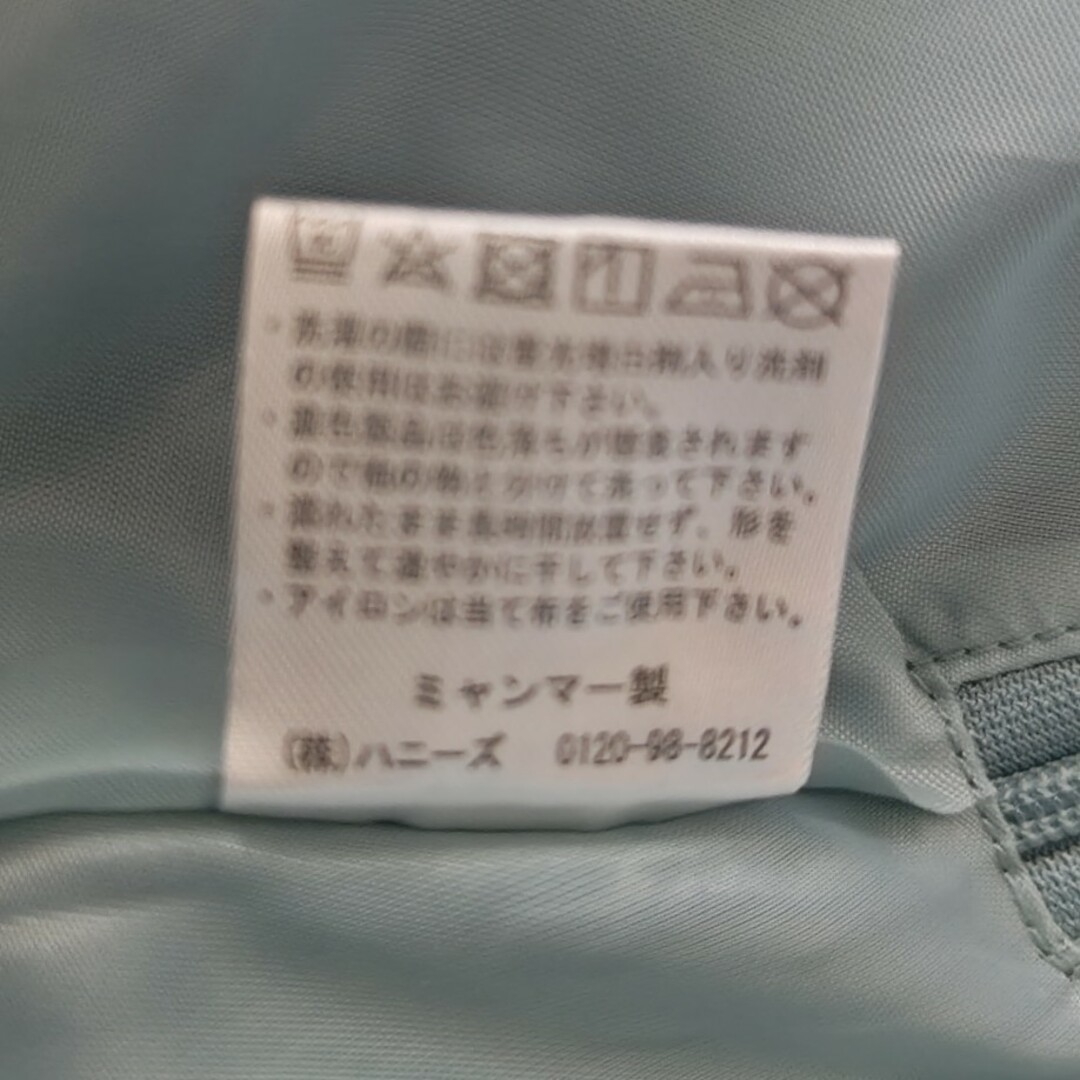 ・洗濯の際には蛍光増白剤入り洗剤
の使用はお避け下さい。
・濃色製品は色落ちが懸念されます
ので他の物と分けて洗って下さい。
・濡れたまま長時間放置せず、形を
整えて速やかに干して下さい。
・アイロンは当て布をご使用下さい。
ミャンマー製
(株)ハニーズ 0120-98-8212